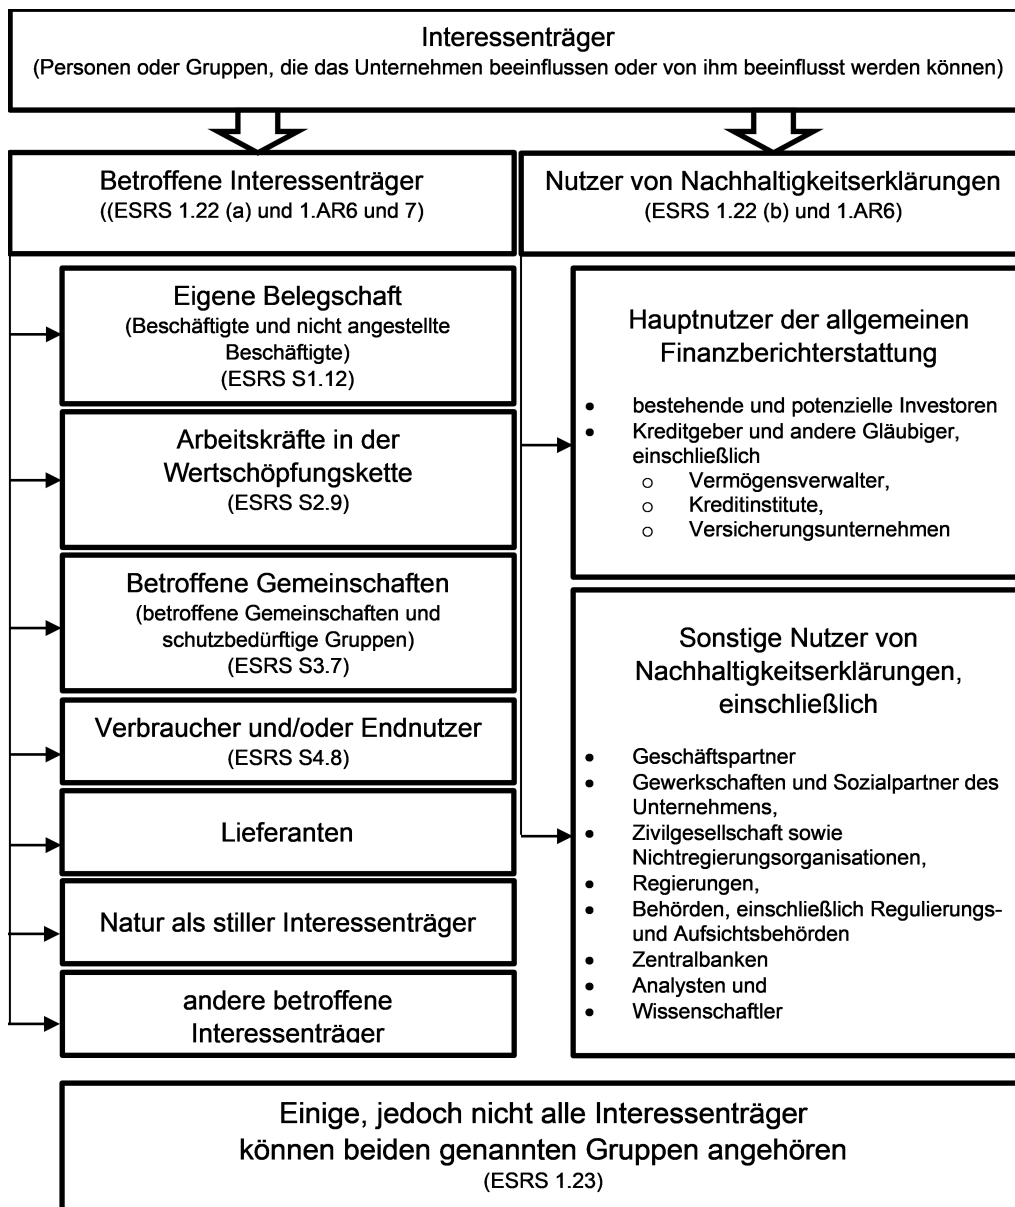 Interessenträger
(Personen oder Gruppen, die das Unternehmen beeinflussen oder von ihm beeinflusst werden können)
Betroffene Interessenträger
((ESRS 1.22 (a) und 1.AR6 und 7)
Eigene Belegschaft
(Beschäftigte und nicht angestellte
Beschäftigte)
(ESRS S1.12)
Arbeitskräfte in der
Wertschöpfungskette
(ESRS S2.9)
Betroffene Gemeinschaften
(betroffene Gemeinschaften und
schutzbedürftige Gruppen)
(ESRS S3.7)
Verbraucher und/oder Endnutzer
(ESRS S4.8)
Lieferanten
Natur als stiller Interessenträger
andere betroffene
Interessenträger
Nutzer von Nachhaltigkeitserklärungen
(ESRS 1.22 (b) und 1.AR6)
Hauptnutzer der allgemeinen
Finanzberichterstattung
• bestehende und potenzielle Investoren
• Kreditgeber und andere Gläubiger,
einschließlich
o Vermögensverwalter,
o Kreditinstitute,
o Versicherungsunternehmen
Sonstige Nutzer von
Nachhaltigkeitserklärungen,
einschließlich
• Geschäftspartner
• Gewerkschaften und Sozialpartner des
Unternehmens,
• Zivilgesellschaft sowie
Nichtregierungsorganisationen,
• Regierungen,
• Behörden, einschließlich Regulierungs-
und Aufsichtsbehörden
• Zentralbanken
• Analysten und
• Wissenschaftler
Einige, jedoch nicht alle Interessenträger
können beiden genannten Gruppen angehören
(ESRS 1.23)